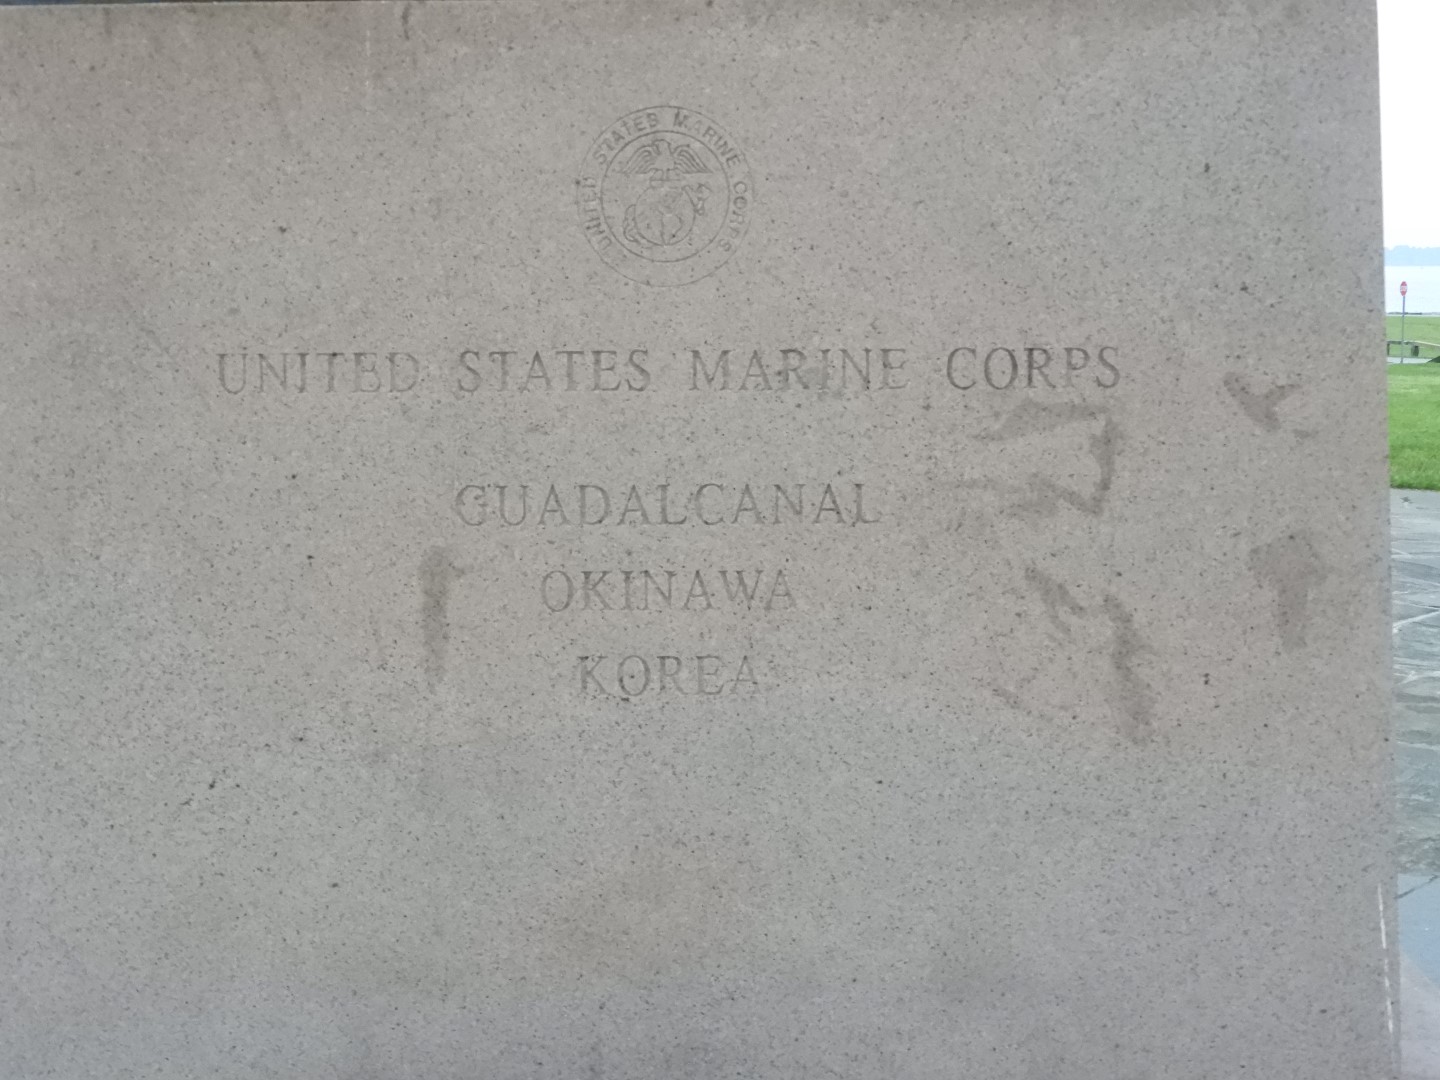 UNITED STATES MARINE CORPS
UNITED STATES MARINE CORPS
GUADALCANAL
OKINAWA
KOREA